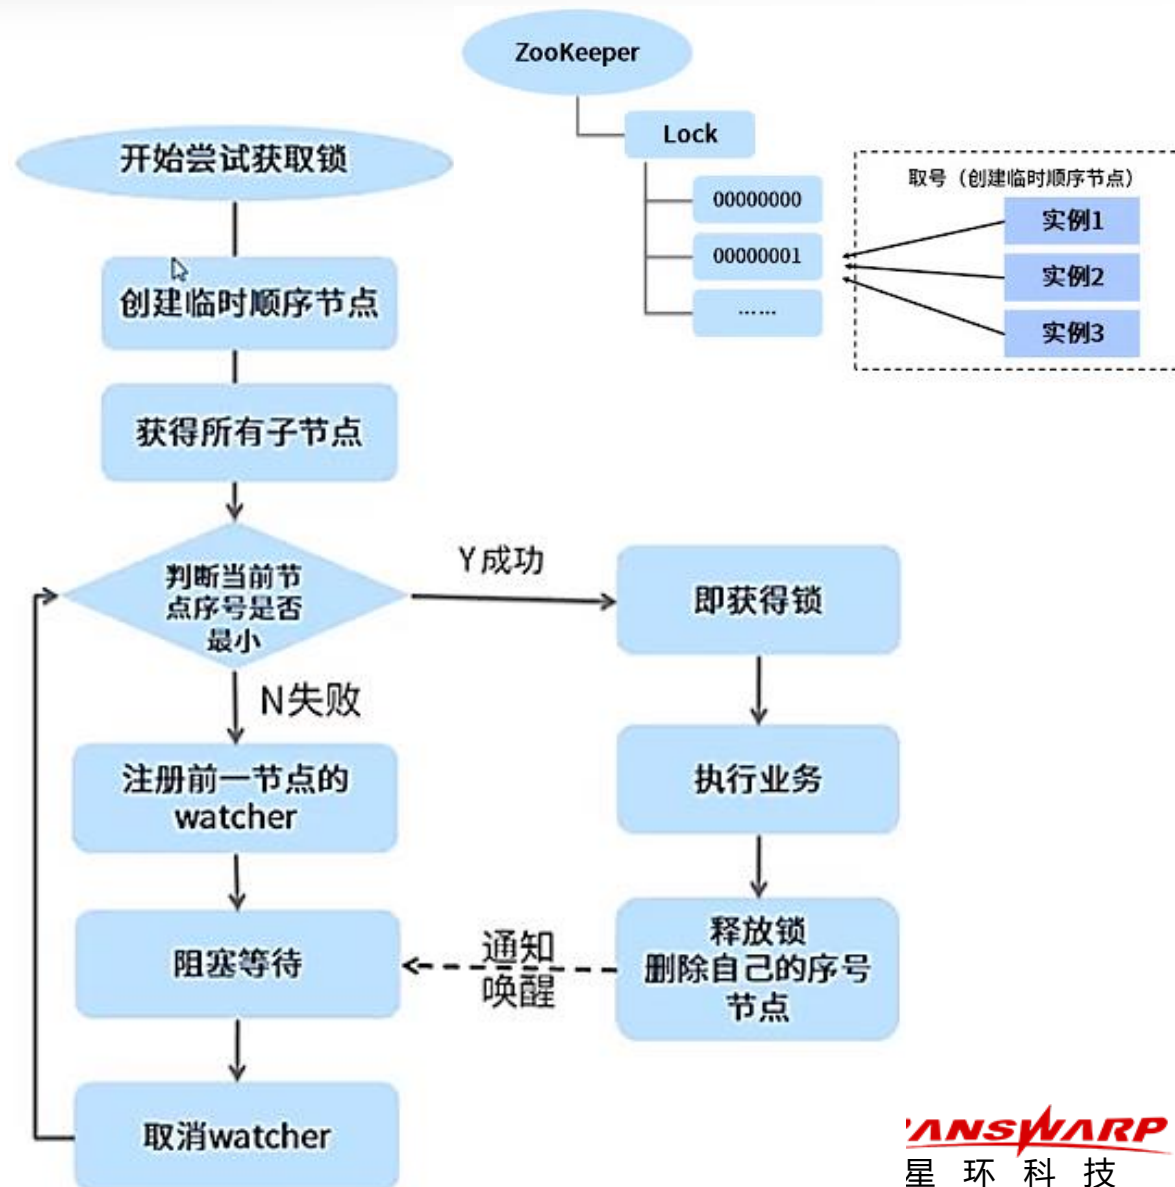 ZooKeeper
Lock
00000000
00000001
......
取号（创建临时顺序节点）
实例1
实例2
实例3
开始尝试获取锁
创建临时顺序节点
获得所有子节点
判断当前节
点序号是否
最小
Y成功
N失败
即获得锁
执行业务
释放锁
删除自己的序号
节点
注册前一节点的
watcher
阻塞等待
通知
唤醒
取消watcher
ANSWARP
星环科技